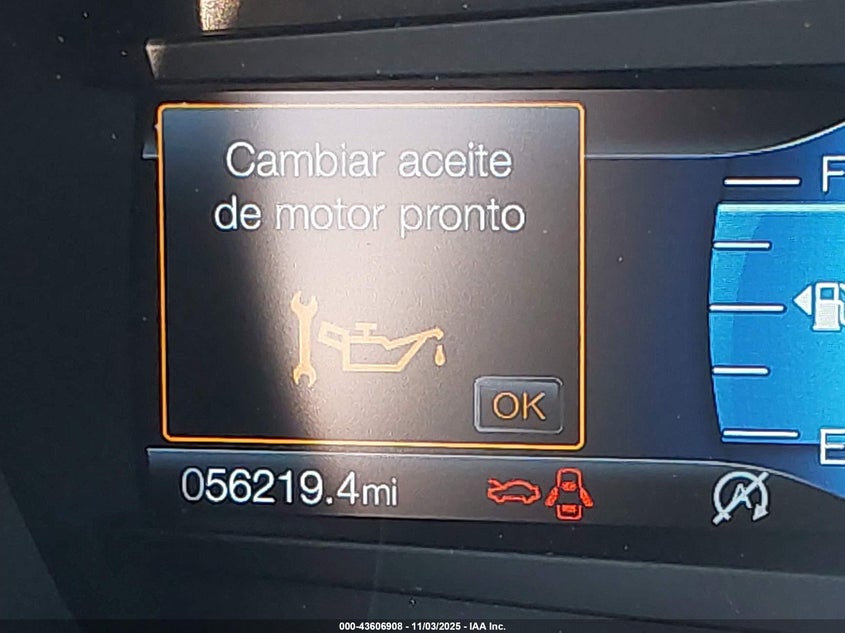 Cambiar aceite
de motor pronto
OK
F
E
056219.4mi
A
000-43606908 - 11/03/2025 - IAA Inc.